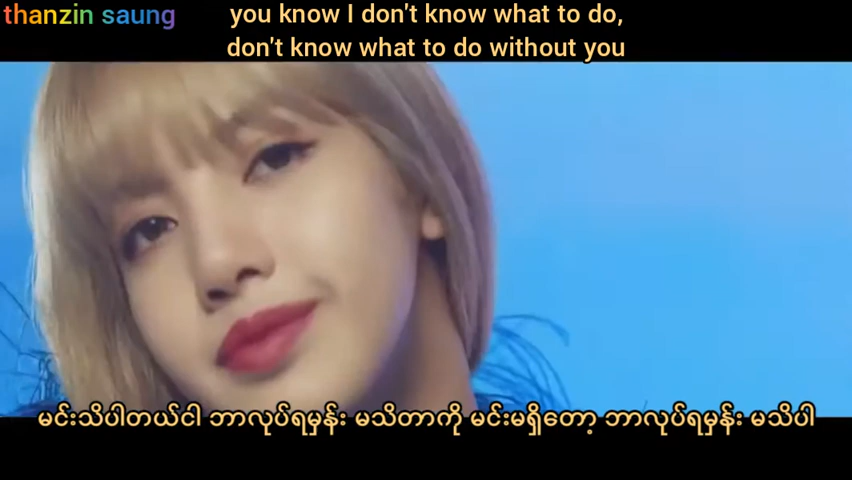 thanzin saung
you know I don't know what to do,
don't know what to do without you
မင်းသိပါတယ်ငါ ဘာလုပ်ရမှန်း မသိတာကို မင်းမရှိတော့ ဘာလုပ်ရမှန်း မသိပါ